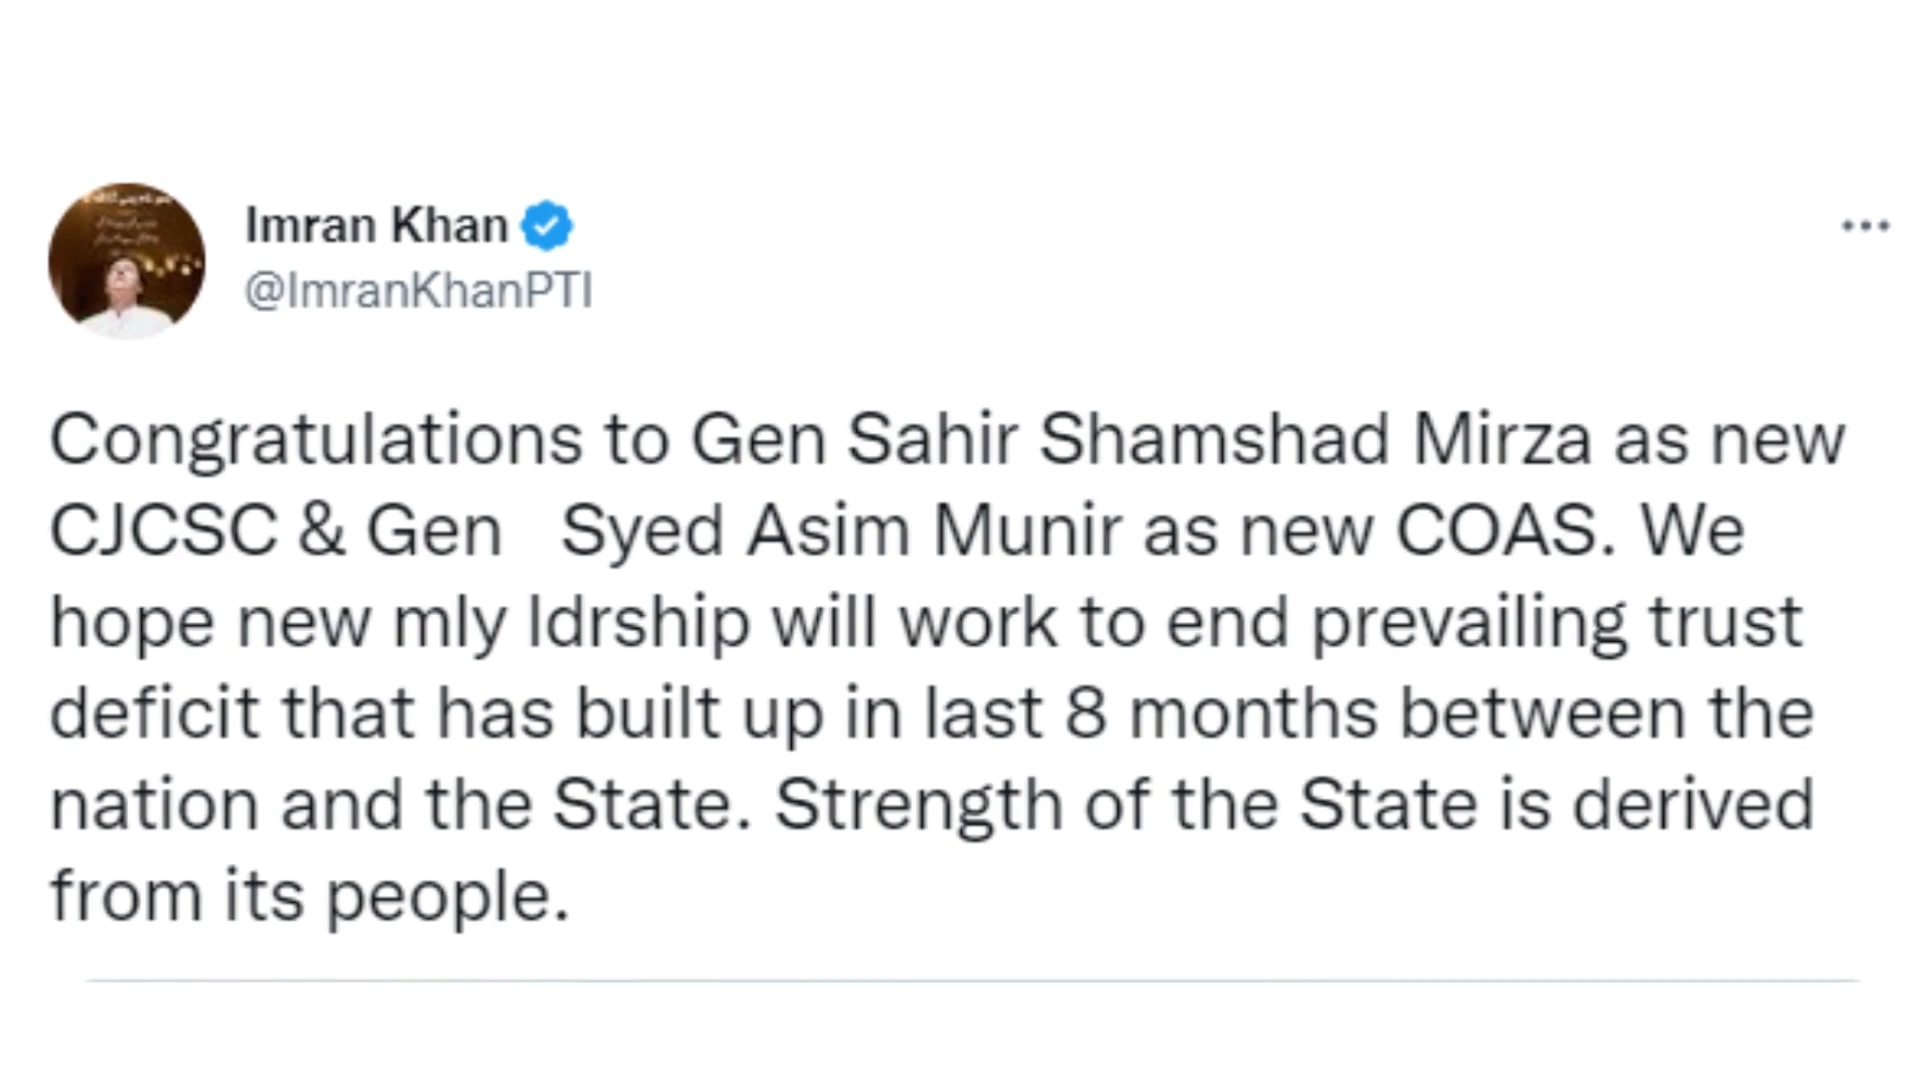 Imran Khan
@ImranKhanPTI
Congratulations to Gen Sahir Shamshad Mirza as new
CJCSC & Gen   Syed Asim Munir as new COAS. We
hope new mly ldrship will work to end prevailing trust
deficit that has built up in last 8 months between the
nation and the State. Strength of the State is derived
from its people.